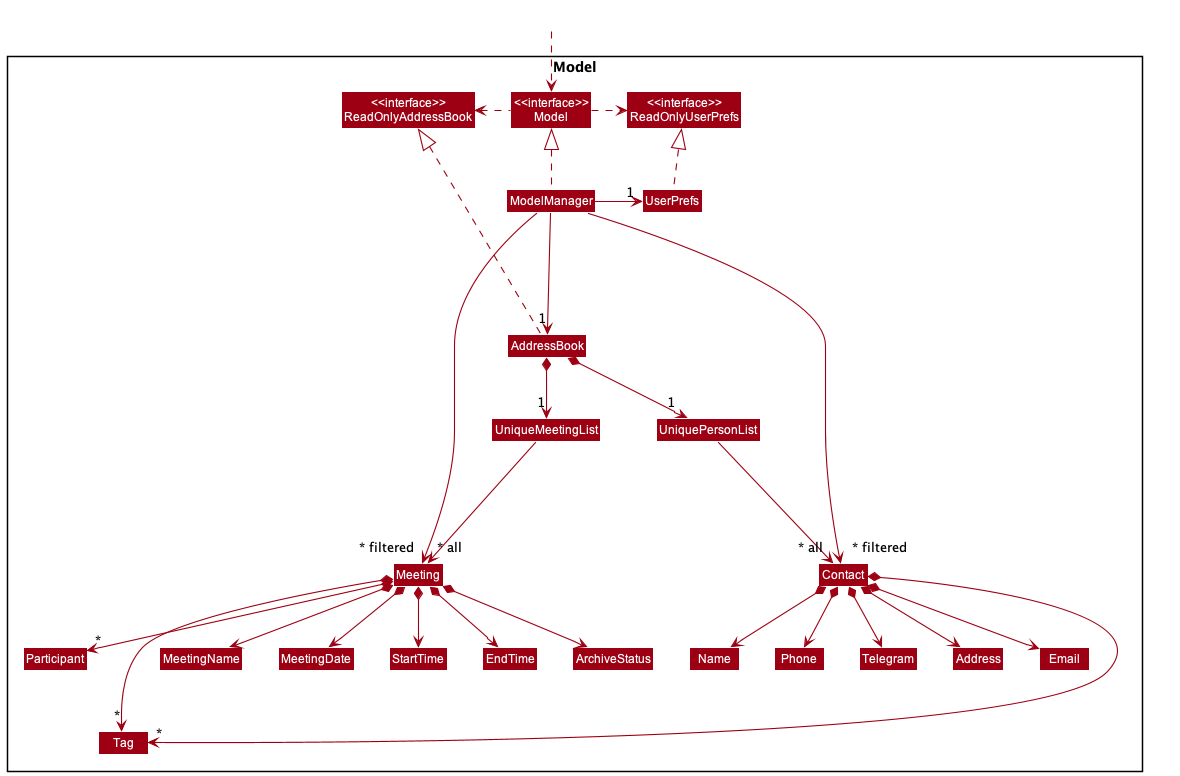 Model
<<interface>>
ReadOnlyAddressBook
<<interface>>
Model
<<interface>>
ReadOnlyUserPrefs
ModelManager
1
UserPrefs
1
AddressBook
1
1
UniqueMeetingList
UniquePersonList
* filtered
* all
* all
* filtered
Meeting
Contact
*
Participant
MeetingName
MeetingDate
StartTime
EndTime
ArchiveStatus
Name
Phone
Telegram
Address
Email
*
*
Tag